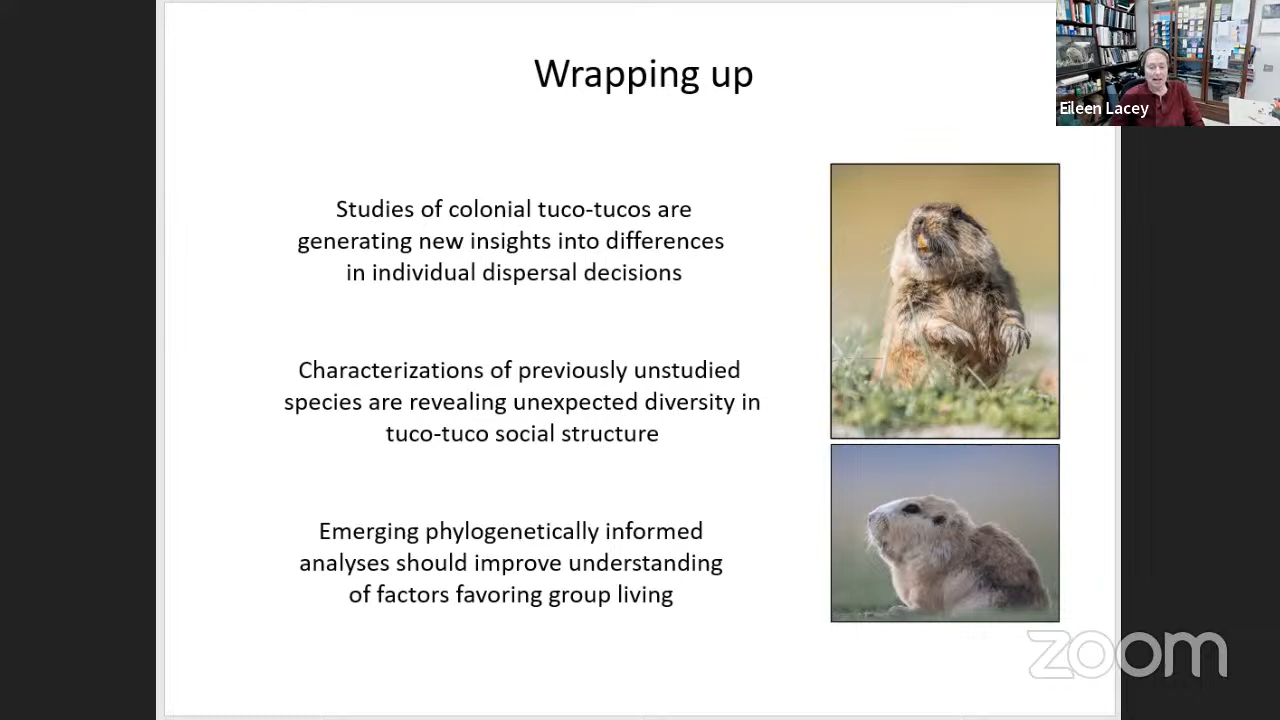 Wrapping up
Eileen Lacey
Studies of colonial tuco-tucos are
generating new insights into differences
in individual dispersal decisions
Characterizations of previously unstudied
species are revealing unexpected diversity in
tuco-tuco social structure
Emerging phylogenetically informed
analyses should improve understanding
of factors favoring group living
zoom